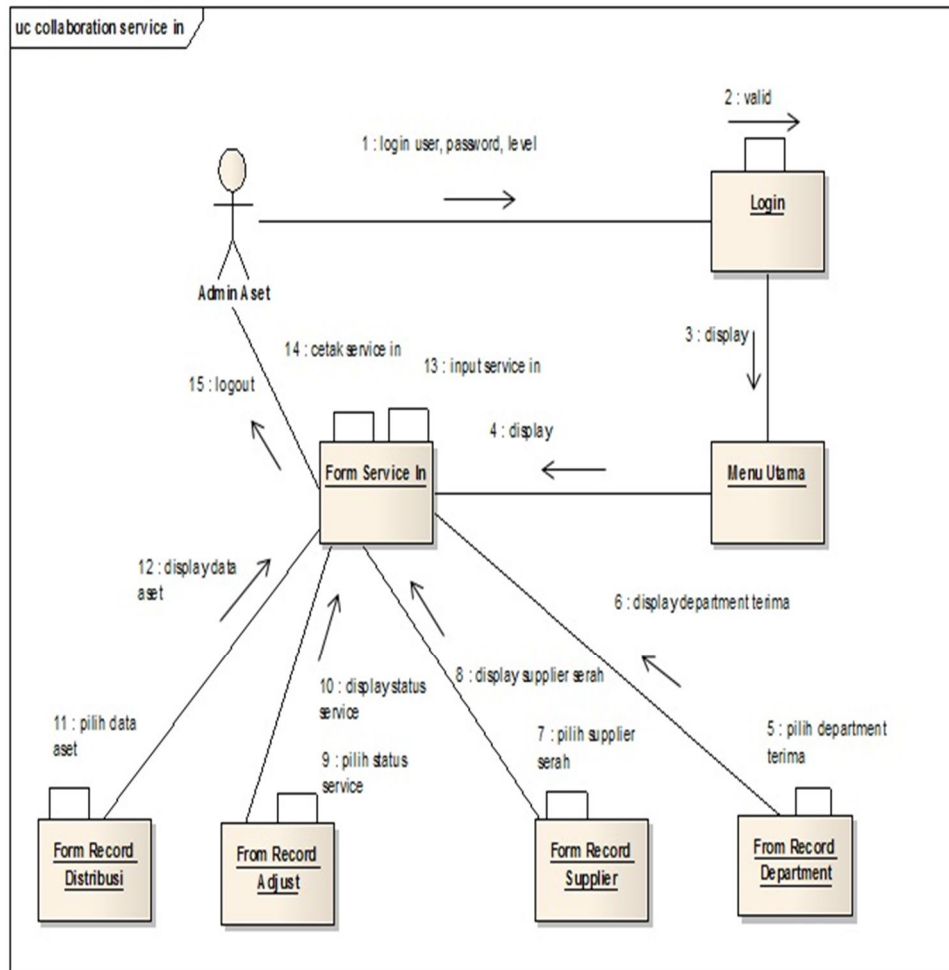 uc collaboration service in
2 : valid
1 : login user, password, level
Login
Admin Aset
3 : display
14 : cetak service in
13 : input service in
15 : logout
4 : display
Form Service In
Menu Utama
12 : display data
aset
6 : display department terima
10 : display status
service
8 : display supplier serah
11 : pilih data
aset
9 : pilih status
service
7 : pilih supplier
serah
5 : pilih department
terima
Form Record
Distribusi
From Record
Adjust
Form Record
Supplier
From Record
Department